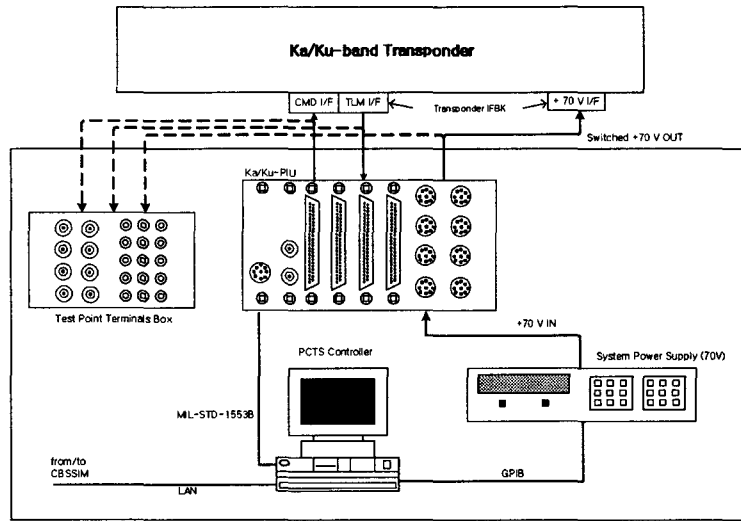 Ka/Ku-band Transponder
CMD I/F
TLM I/F
Transponder IFBK
+ 70 V I/F
Switched +70 V OUT
Ka/Ku-PIU
Test Point Terminals Box
+70 V IN
PCTS Controller
System Power Supply (70V)
MIL-STD-1553B
from/to
CBSSIM
LAN
GPIB